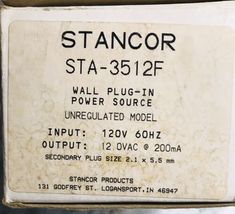 STANCOR
STA-3512F
WALL PLUG-IN
POWER SOURCE
UNREGULATED MODEL
INPUT: 120V 60HZ
OUTPUT: 12.0VAC @ 200mA
SECONDARY PLUG SIZE 2.1 x 5.5 mm
STANCOR PRODUCTS
131 GODFREY ST. LOGANSPORT, IN 46947